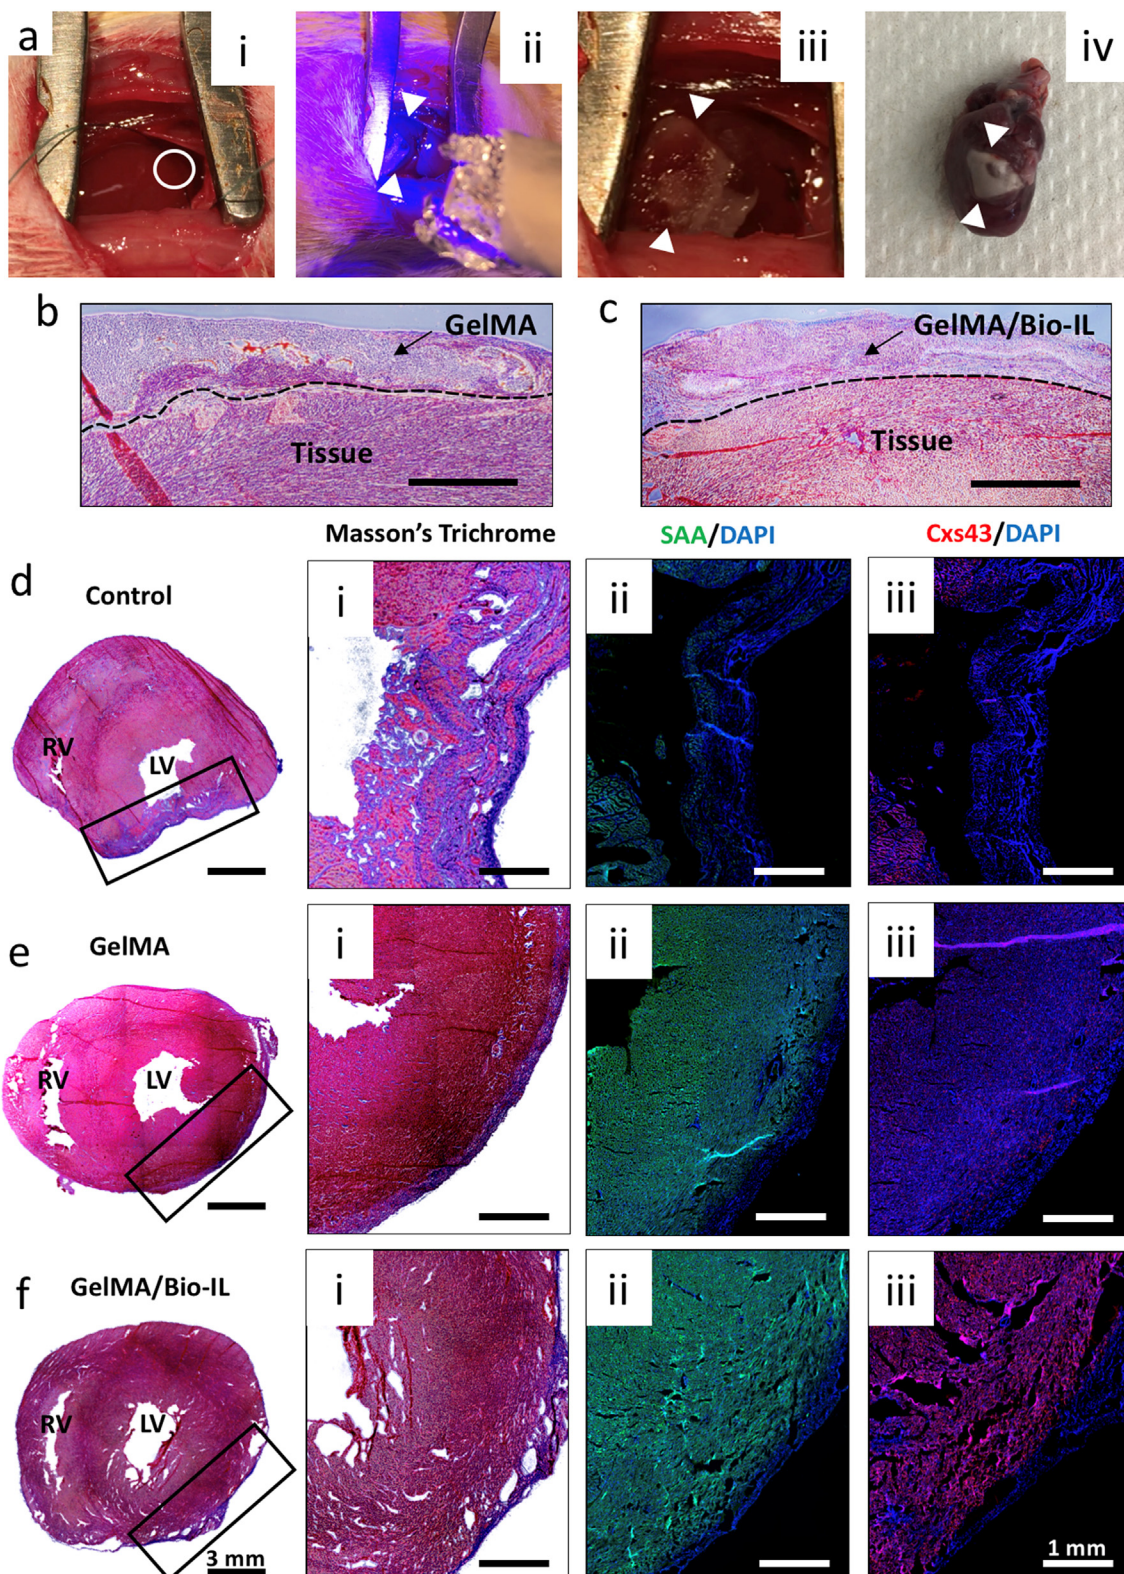 a i ii iii iv
b GelMA
Tissue
c GelMA/Bio-IL
Tissue
Masson's Trichrome SAA/DAPI Cxs43/DAPI
d Control i ii iii
RV LV
e GelMA i ii iii
RV LV
f GelMA/Bio-IL i ii iii
RV LV
3 mm 1 mm